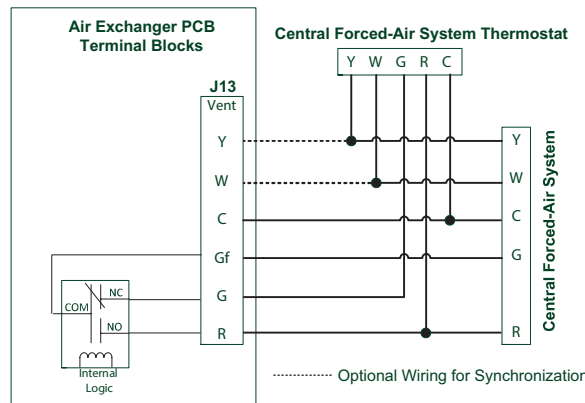 Air Exchanger PCB
Terminal Blocks
Central Forced-Air System Thermostat
Y W G R C
J13
Vent
Y
W
C
Gf
G
R
NC
COM
NO
Internal
Logic
Y
W
C
G
R
Central Forced-Air System
Optional Wiring for Synchronization